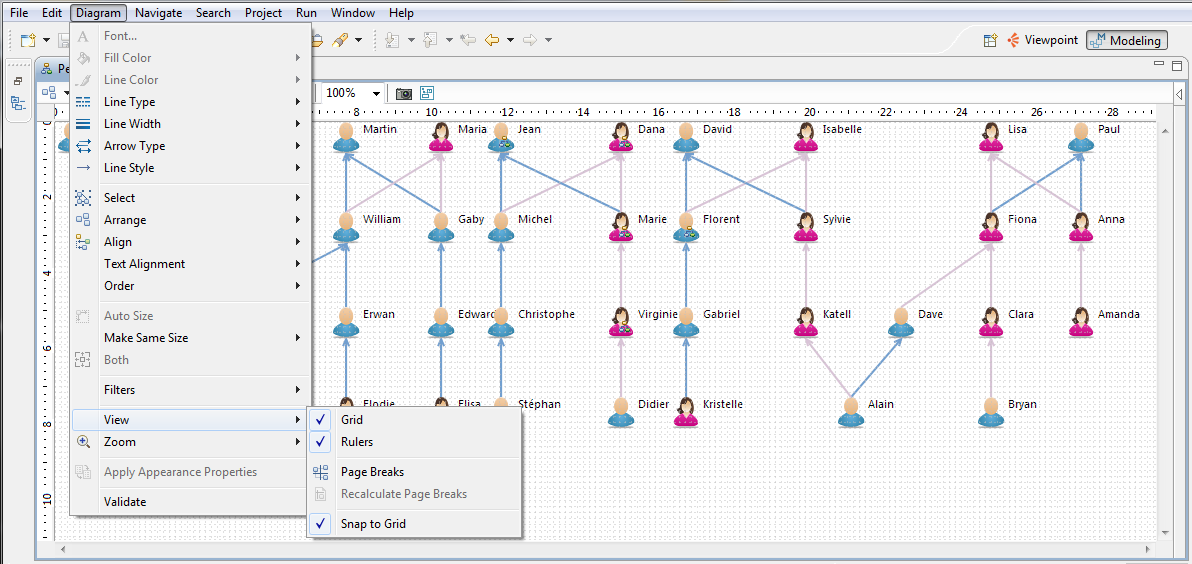 File Edit Diagram Navigate Search Project Run Window Help
Viewpoint Modeling
Font...
Fill Color
Line Color
Line Type
Line Width
Arrow Type
Line Style
Select
Arrange
Align
Text Alignment
Order
Auto Size
Make Same Size
Both
Filters
View
Zoom
Apply Appearance Properties
Validate
Grid
Rulers
Page Breaks
Recalculate Page Breaks
Snap to Grid
Pe
100%
8 10 12 14 16 18 20 22 24 26 28
2
4
6
8
10
Martin Maria Jean Dana David Isabelle Lisa Paul
William Gaby Michel Marie Florent Sylvie Fiona Anna
Erwan Edward Christophe Virginie Gabriel Katell Dave Clara Amanda
Elodie Elisa Stéphan Didier Kristelle Alain Bryan